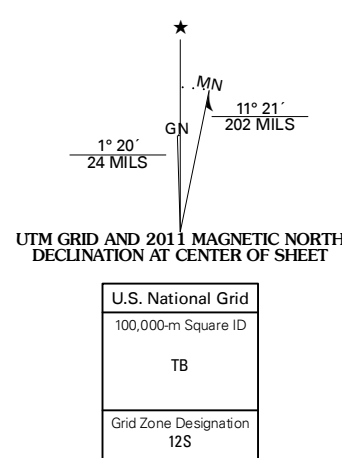 ★
MN
GN
11° 21´
202 MILS
1° 20´
24 MILS
UTM GRID AND 2011 MAGNETIC NORTH
DECLINATION AT CENTER OF SHEET
U.S. National Grid
100,000-m Square ID
TB
Grid Zone Designation
12S